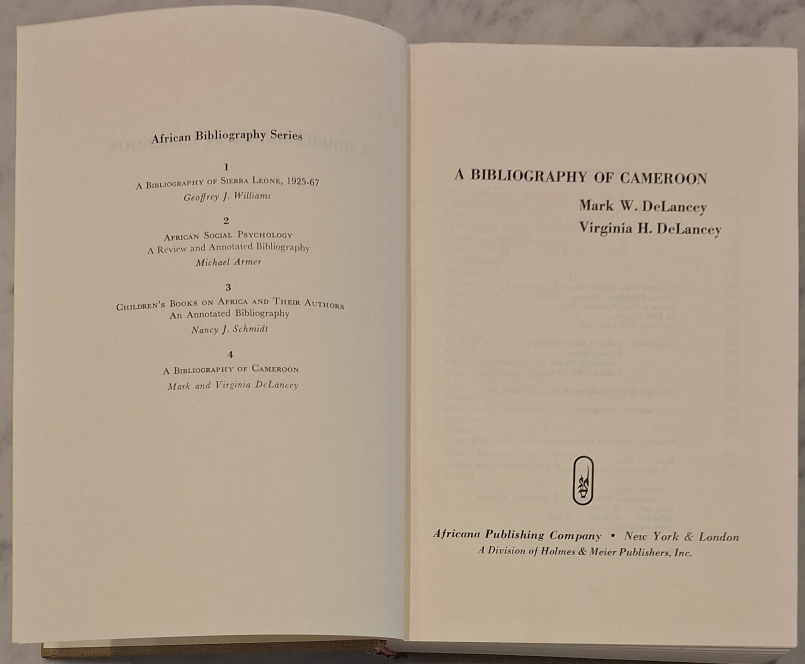 African Bibliography Series
1
A Bibliography of Sierra Leone, 1925-67
Geoffrey J. Williams
2
African Social Psychology
A Review and Annotated Bibliography
Michael Armer
3
Children's Books on Africa and Their Authors
An Annotated Bibliography
Nancy J. Schmidt
4
A Bibliography of Cameroon
Mark and Virginia DeLancey
A BIBLIOGRAPHY OF CAMEROON
Mark W. DeLancey
Virginia H. DeLancey
Africana Publishing Company • New York & London
A Division of Holmes & Meier Publishers, Inc.